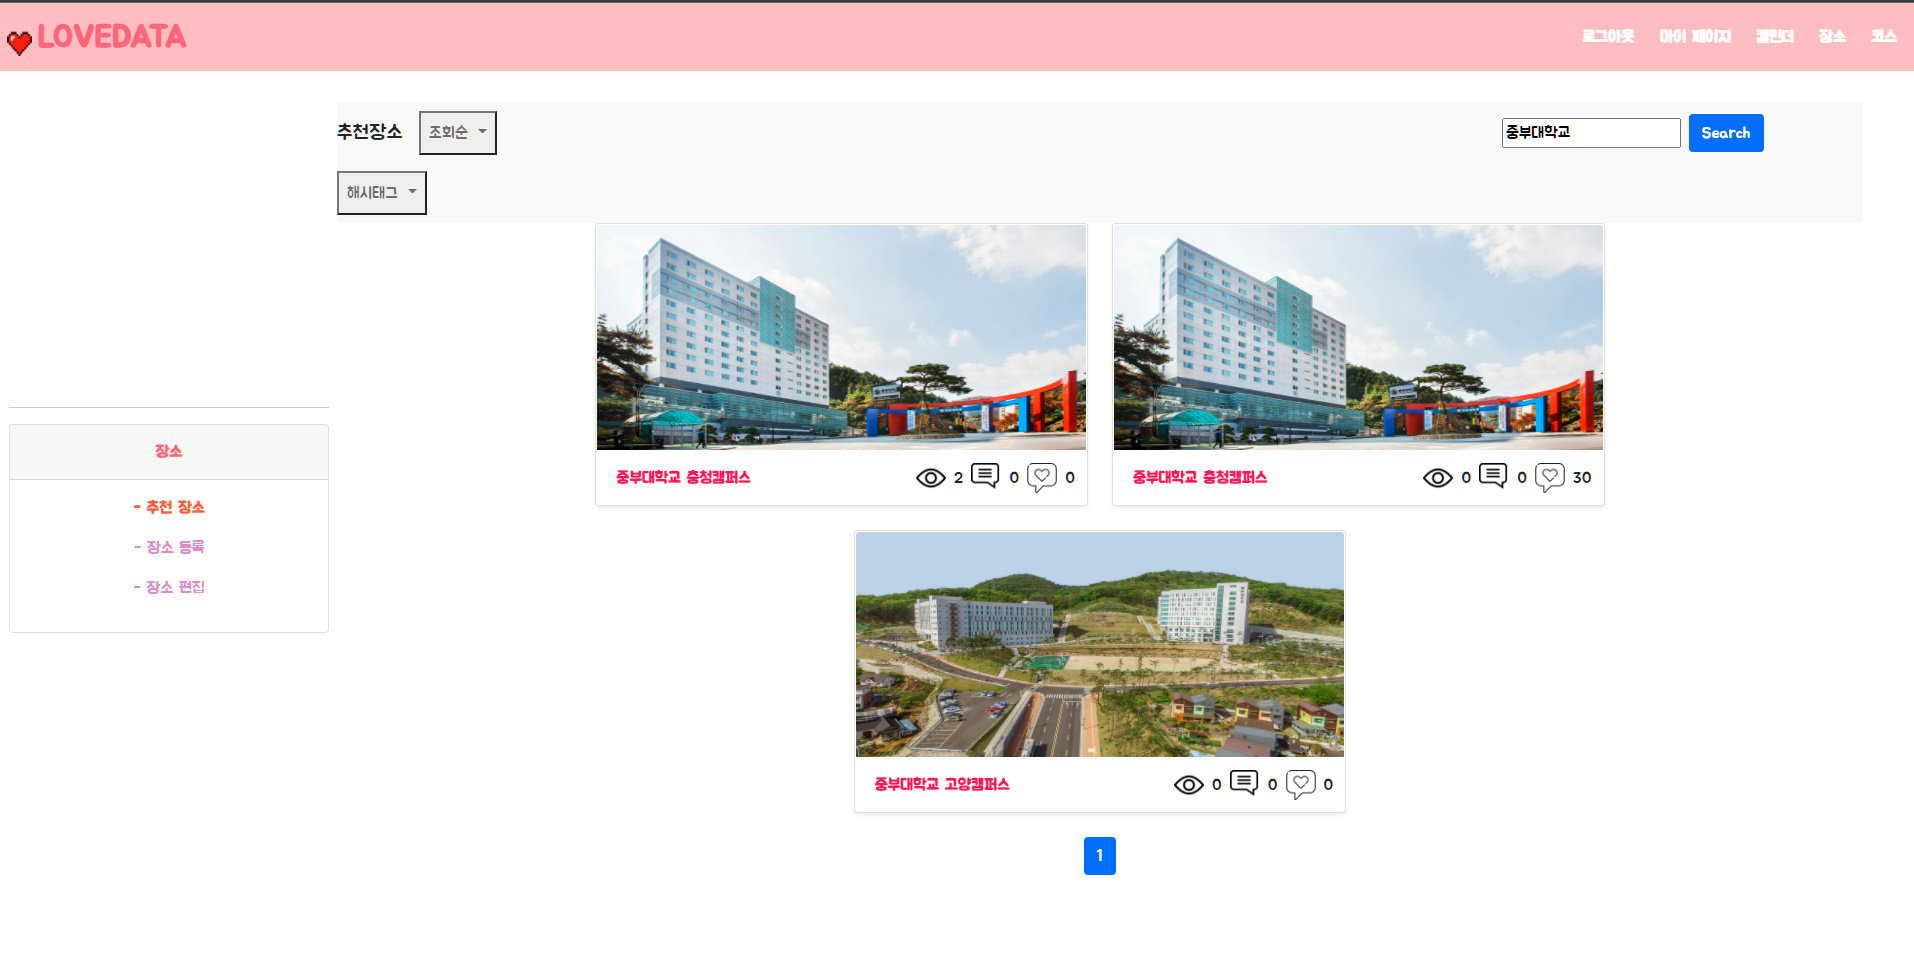 LOVEDATA
로그아웃 마이 페이지 캘린더 장소 코스
추천장소 조회순 중부대학교 Search
해시태그
장소
- 추천 장소
- 장소 등록
- 장소 편집
중부대학교 충청캠퍼스 2 0 0
중부대학교 충청캠퍼스 0 0 30
중부대학교 고양캠퍼스 0 0 0
1